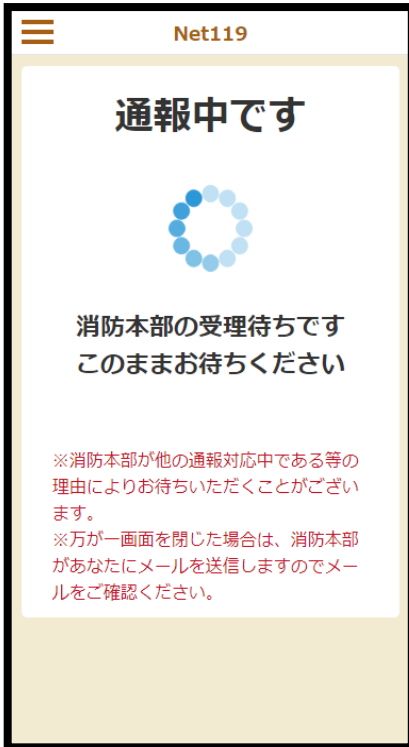 Net119
通報中です
消防本部の受理待ちです
このままお待ちください
※消防本部が他の通報対応中である等の
理由によりお待ちいただくことがござい
ます。
※万が一画面を閉じた場合は、消防本部
があなたにメールを送信しますのでメー
ルをご確認ください。